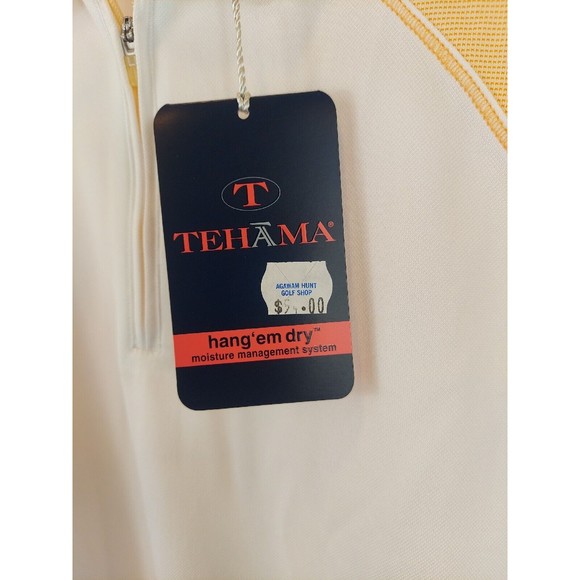 T
TEHĀMA®
AGAWAM HUNT
GOLF SHOP
hang'em dry™
moisture management system